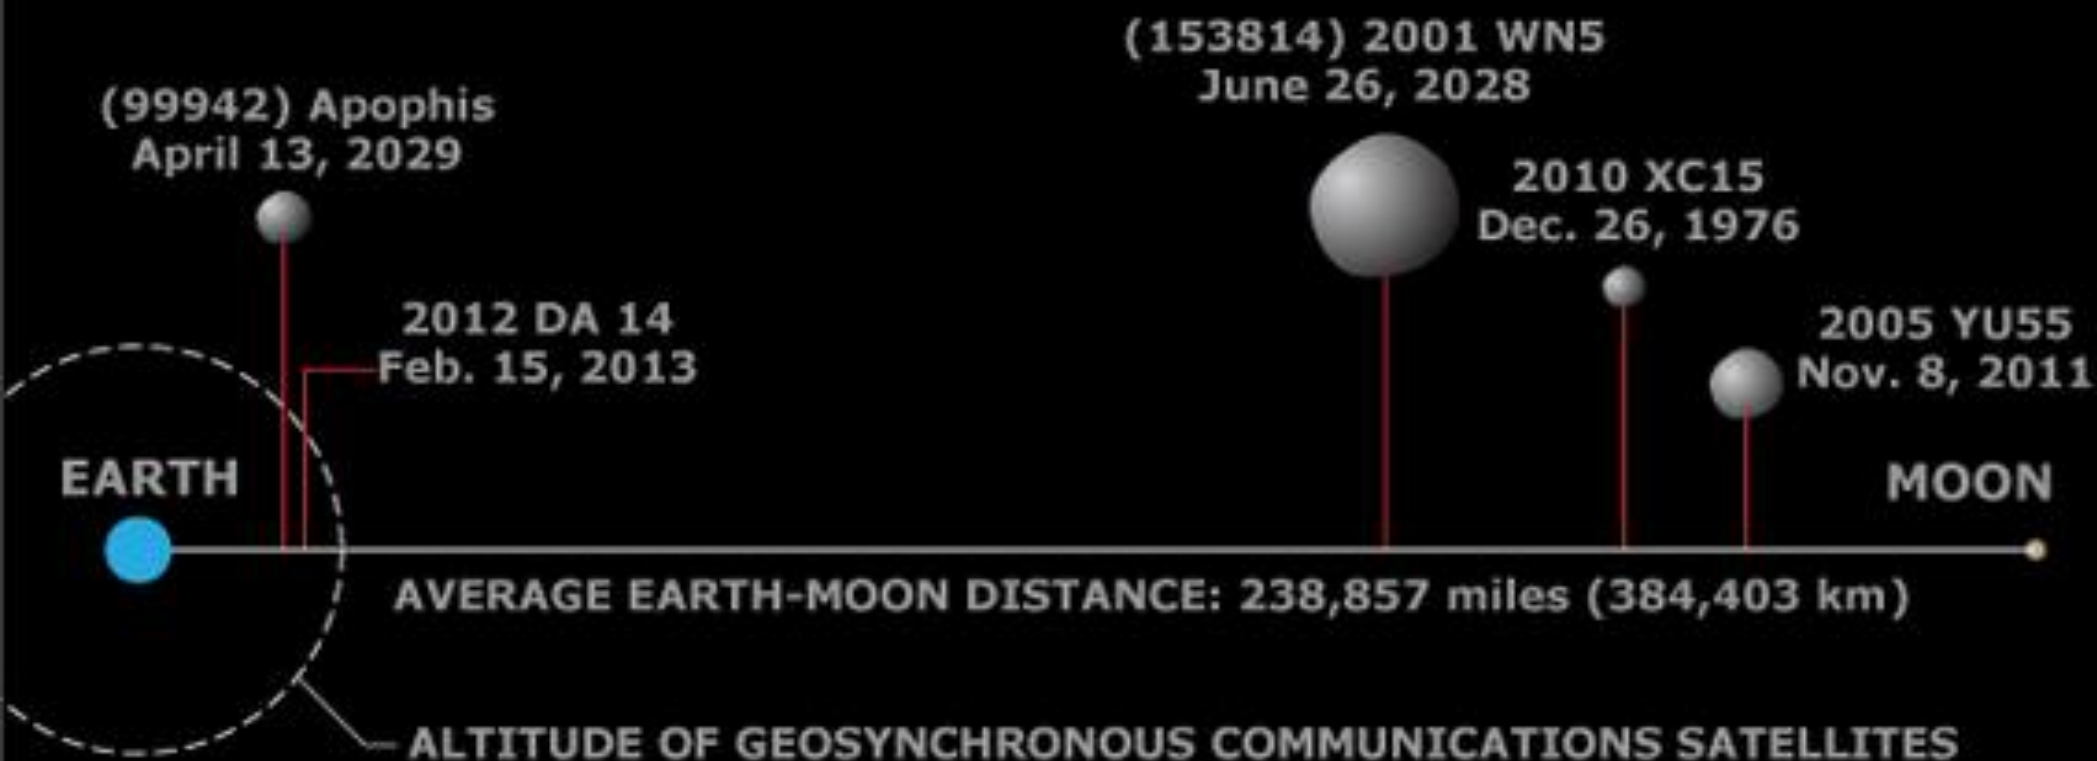 (153814) 2001 WN5
June 26, 2028
(99942) Apophis
April 13, 2029
2010 XC15
Dec. 26, 1976
2012 DA 14
Feb. 15, 2013
2005 YU55
Nov. 8, 2011
EARTH
MOON
AVERAGE EARTH-MOON DISTANCE: 238,857 miles (384,403 km)
ALTITUDE OF GEOSYNCHRONOUS COMMUNICATIONS SATELLITES